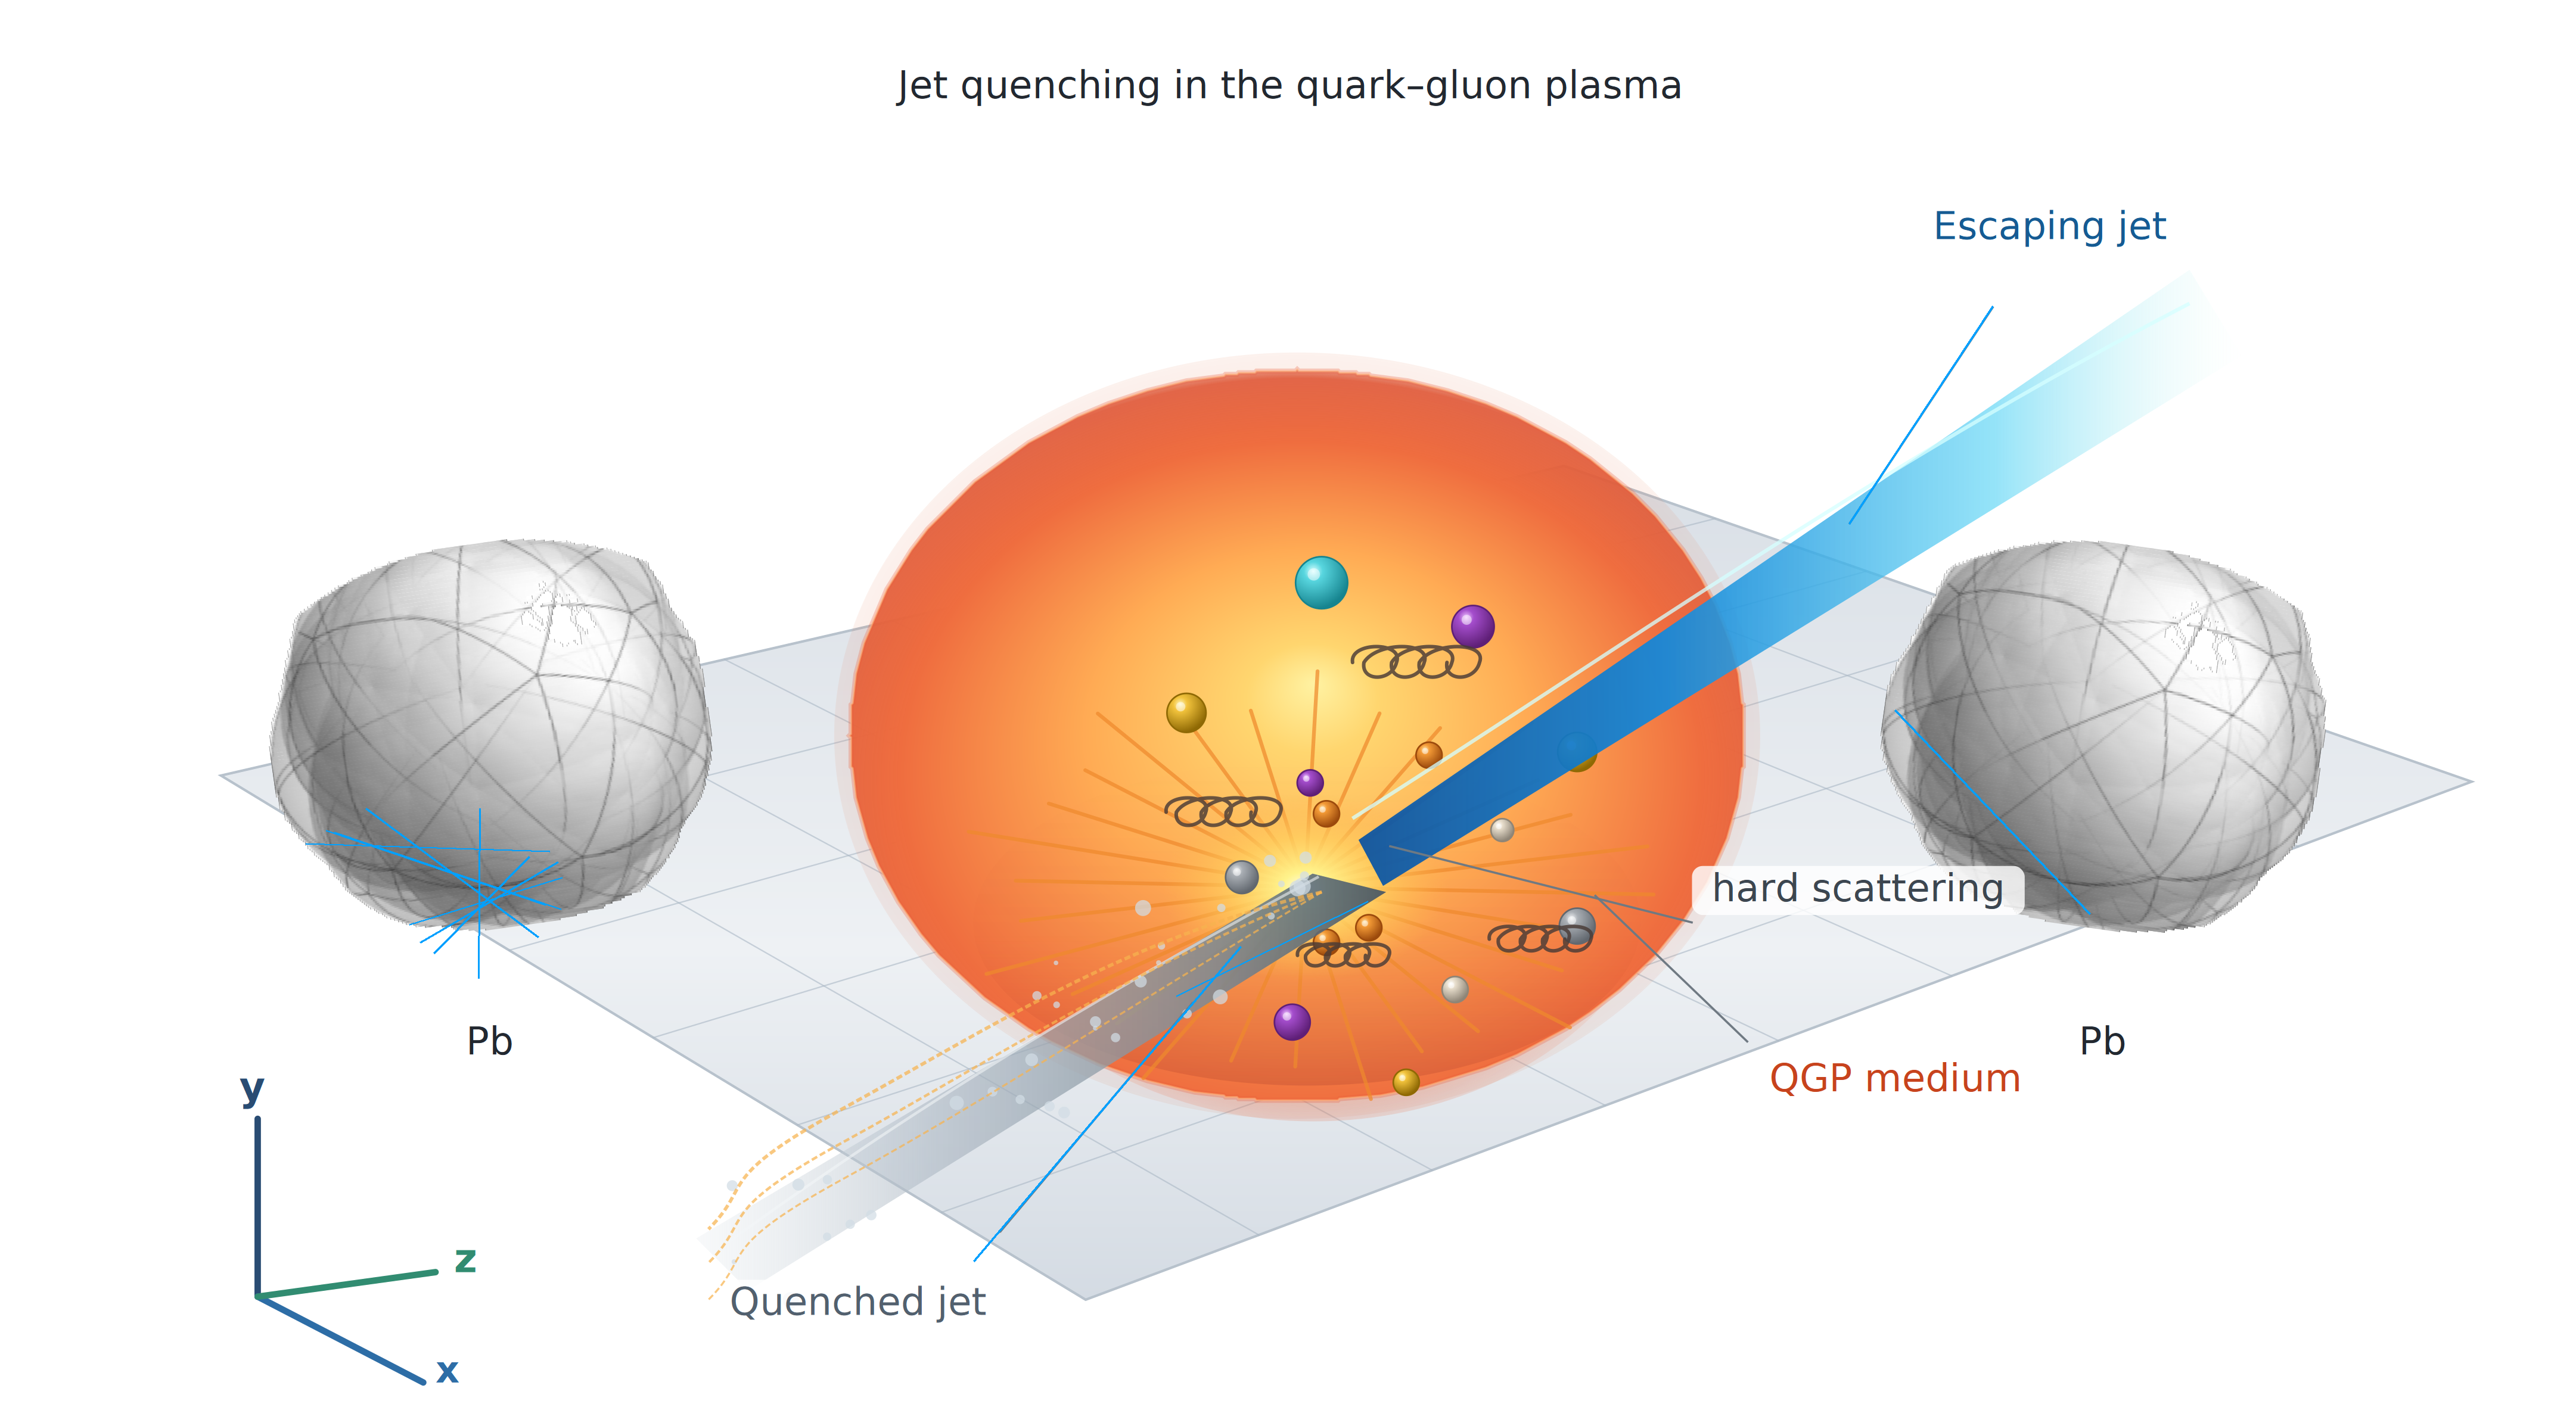 Jet quenching in the quark–gluon plasma
Escaping jet
hard scattering
Pb
Pb
QGP medium
y
z
Quenched jet
x